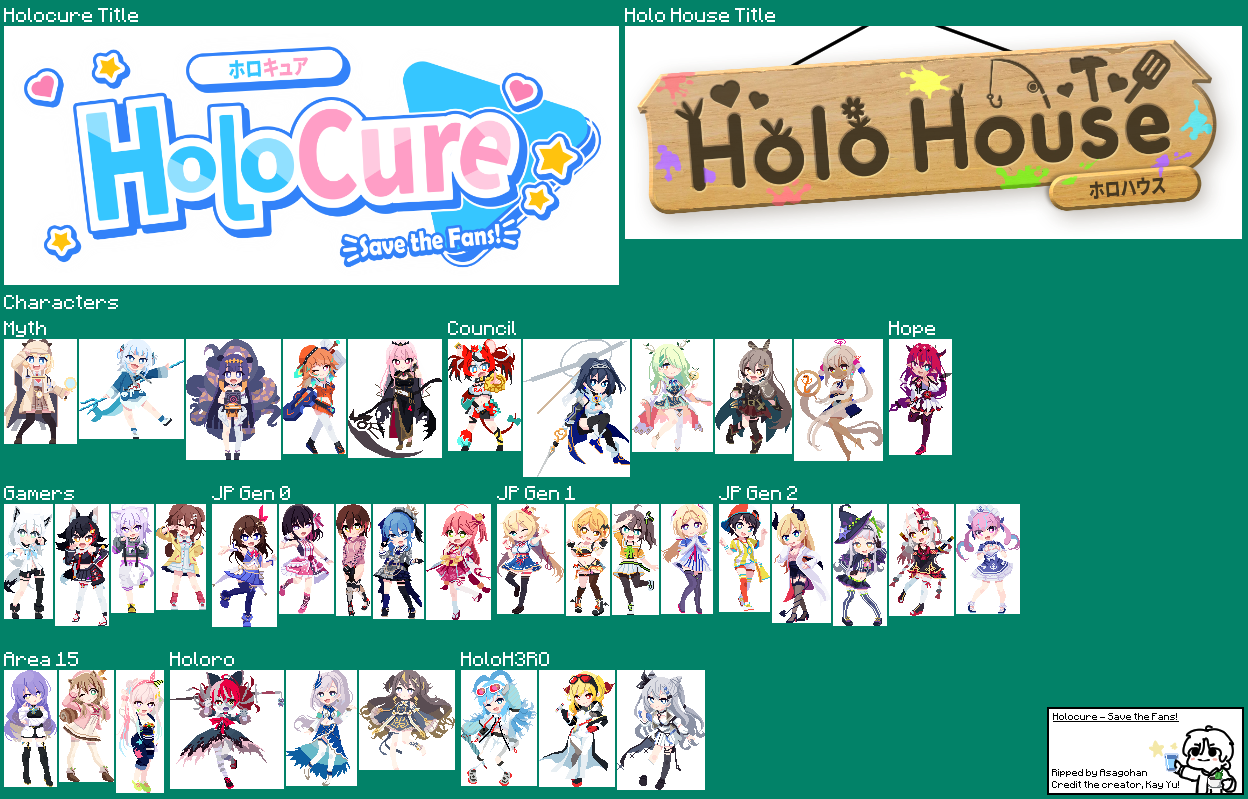 Holocure Title
Holo House Title
ホロキュア
HoloCure
Save the Fans!
Holo House
ホロハウス
Characters
Myth
Council
Hope
Gamers
JP Gen 0
JP Gen 1
JP Gen 2
Area 15
Holoro
HoloH3RO
Holocure - Save the Fans!
Ripped by Asagohan
Credit the creator, Kay Yu!